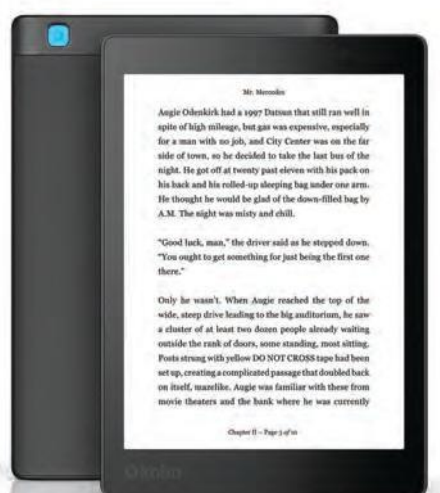 Mr. Mercedes
Augie Odenkirk had a 1997 Datsun that still ran well in
spite of high mileage, but gas was expensive, especially
for a man with no job, and City Center was on the far
side of town, so he decided to take the last bus of the
night. He got off at twenty past eleven with his pack on
his back and his rolled-up sleeping bag under one arm.
He thought he would be glad of the down-filled bag by
A.M. The night was misty and chill.
"Good luck, man," the driver said as he stepped down.
"You ought to get something for just being the first one
there."
Only he wasn't. When Augie reached the top of the
wide, steep drive leading to the big auditorium, he saw
a cluster of at least two dozen people already waiting
outside the rank of doors, some standing, most sitting.
Posts strung with yellow DO NOT CROSS tape had been
set up, creating a complicated passage that doubled back
on itself, mazelike. Augie was familiar with these from
movie theaters and the bank where he was currently
Chapter II – Page 3 of 10
kobo